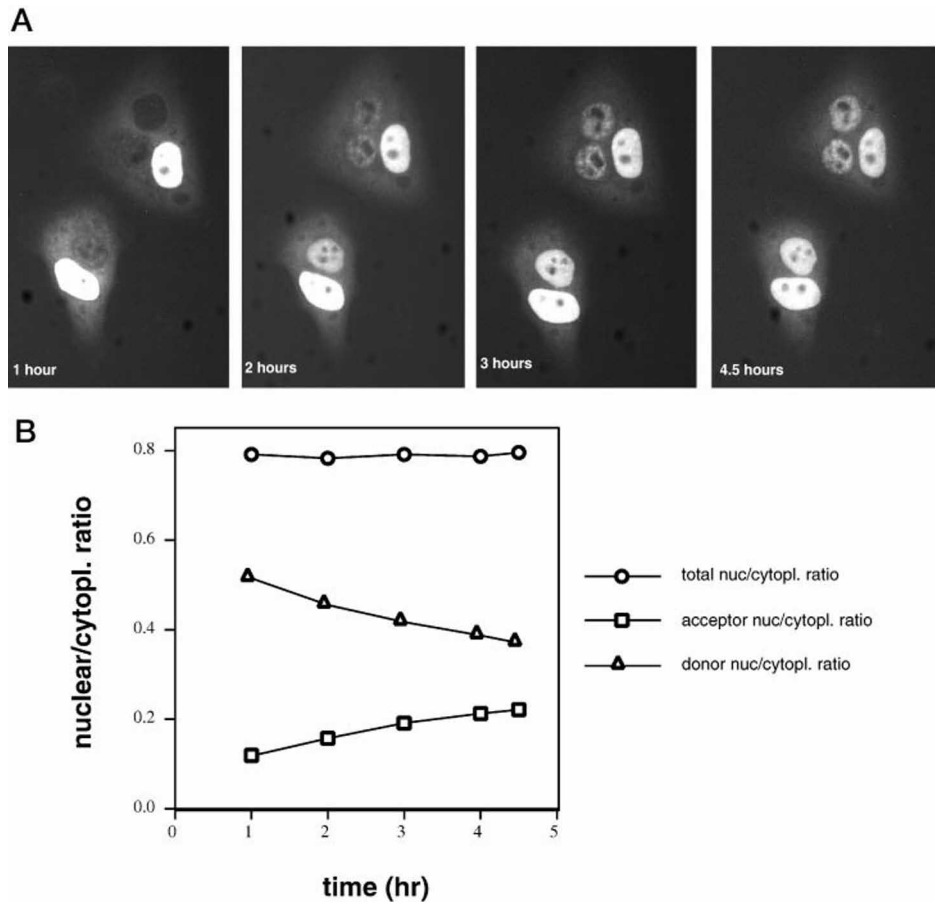 A
1 hour
2 hours
3 hours
4.5 hours
B
nuclear/cytopl. ratio
0.8
0.6
0.4
0.2
0.0
0 1 2 3 4 5
time (hr)
total nuc/cytopl. ratio
acceptor nuc/cytopl. ratio
donor nuc/cytopl. ratio